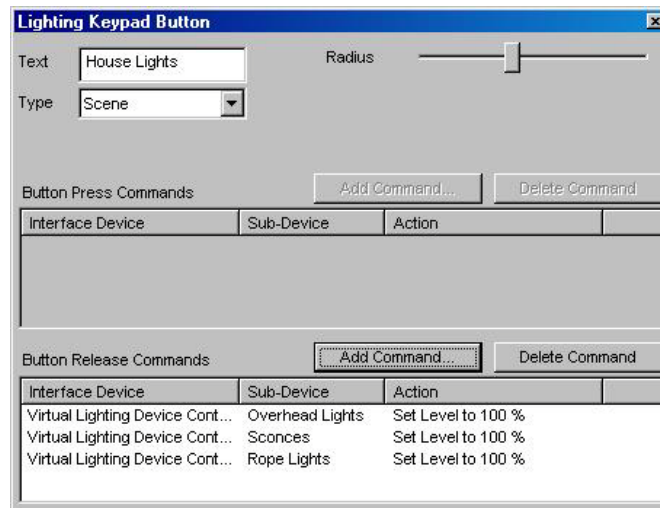 Lighting Keypad Button
Text House Lights Radius
Type Scene
Button Press Commands Add Command... Delete Command
Interface Device Sub-Device Action
Button Release Commands Add Command... Delete Command
Interface Device Sub-Device Action
Virtual Lighting Device Cont... Overhead Lights Set Level to 100 %
Virtual Lighting Device Cont... Sconces Set Level to 100 %
Virtual Lighting Device Cont... Rope Lights Set Level to 100 %